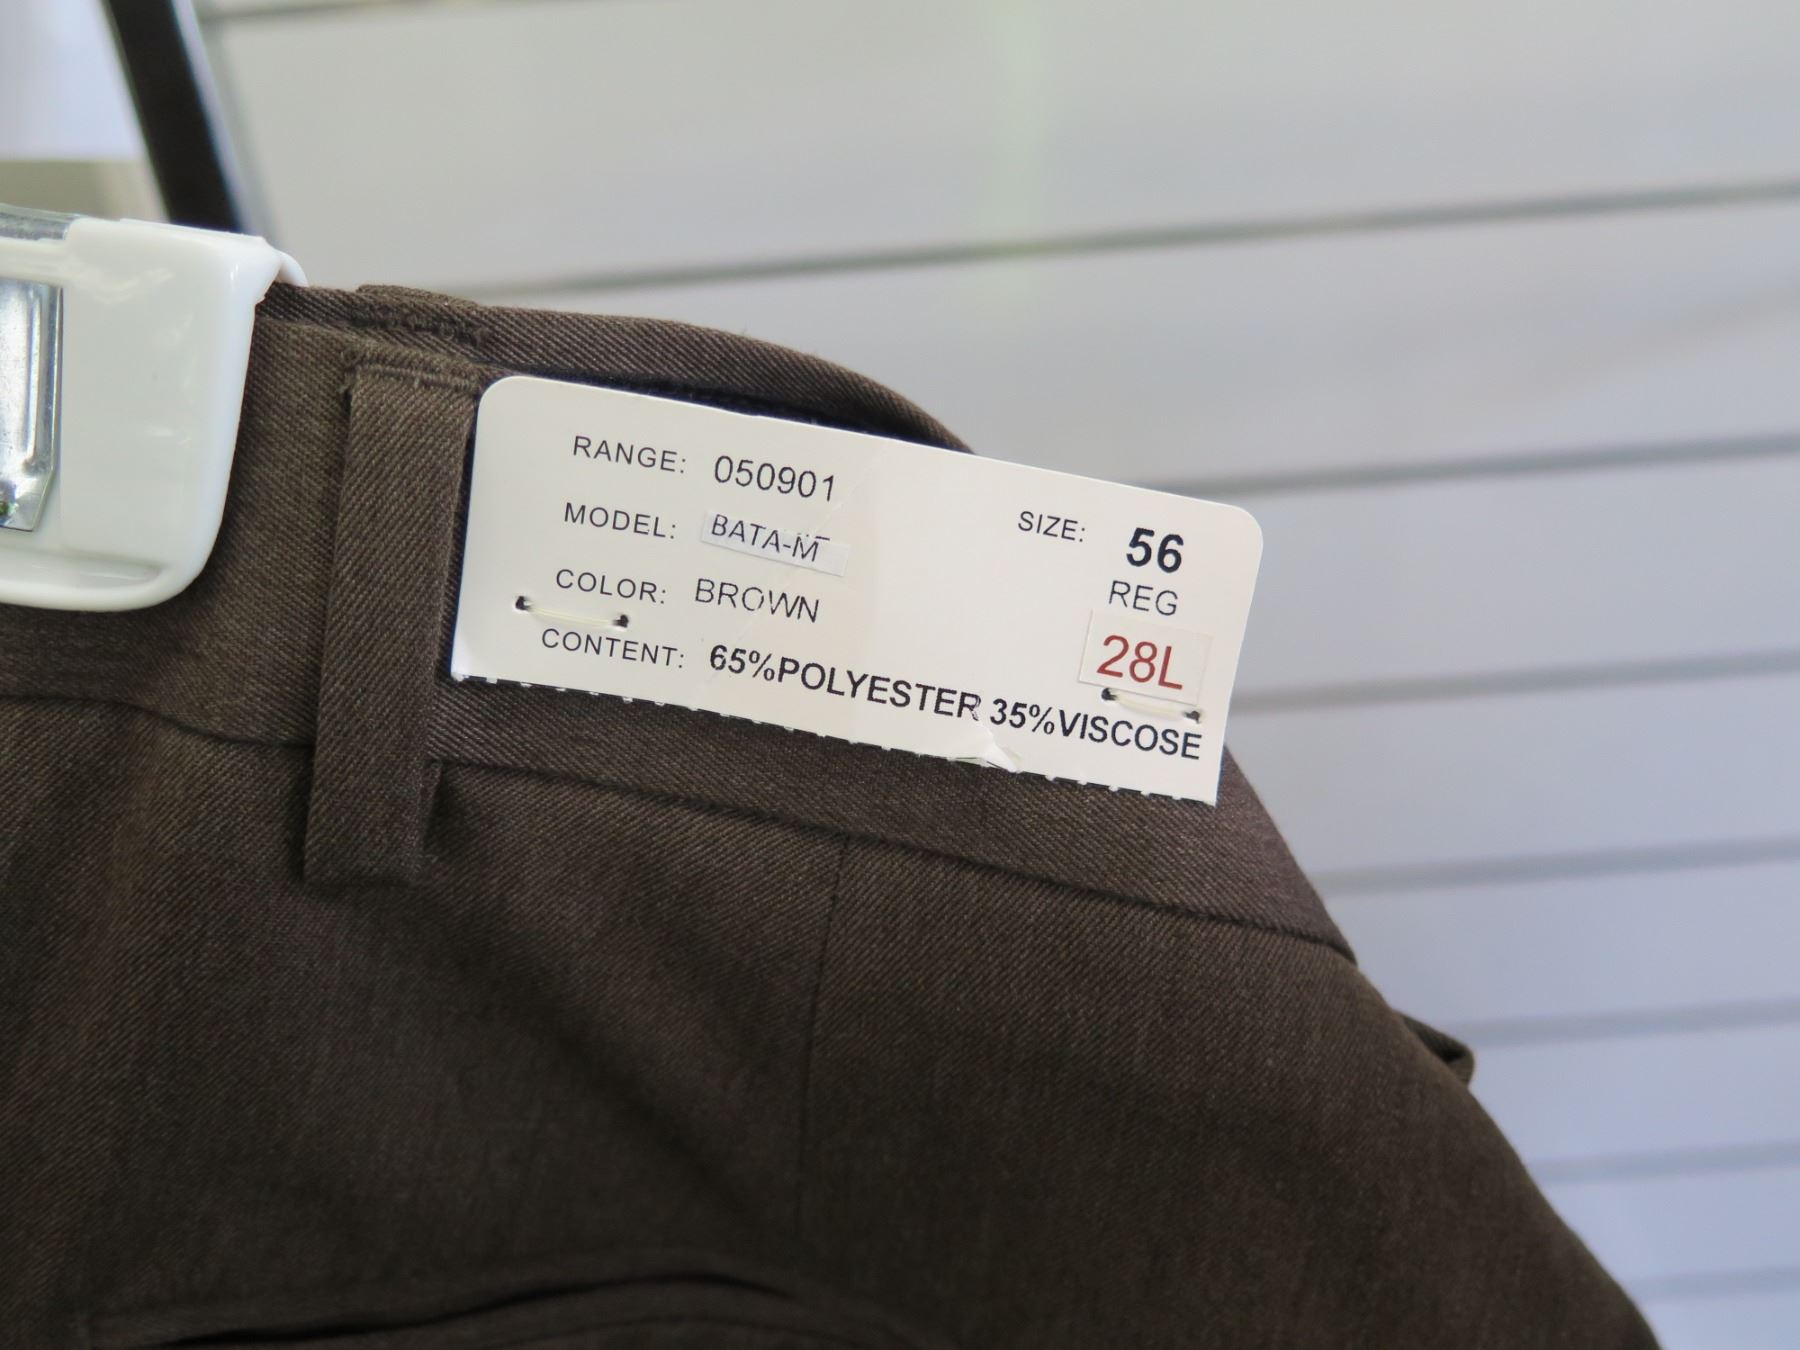 RANGE: 050901
MODEL: BATA-M
COLOR: BROWN
CONTENT: 65%POLYESTER 35%VISCOSE
SIZE: 56
REG
28L